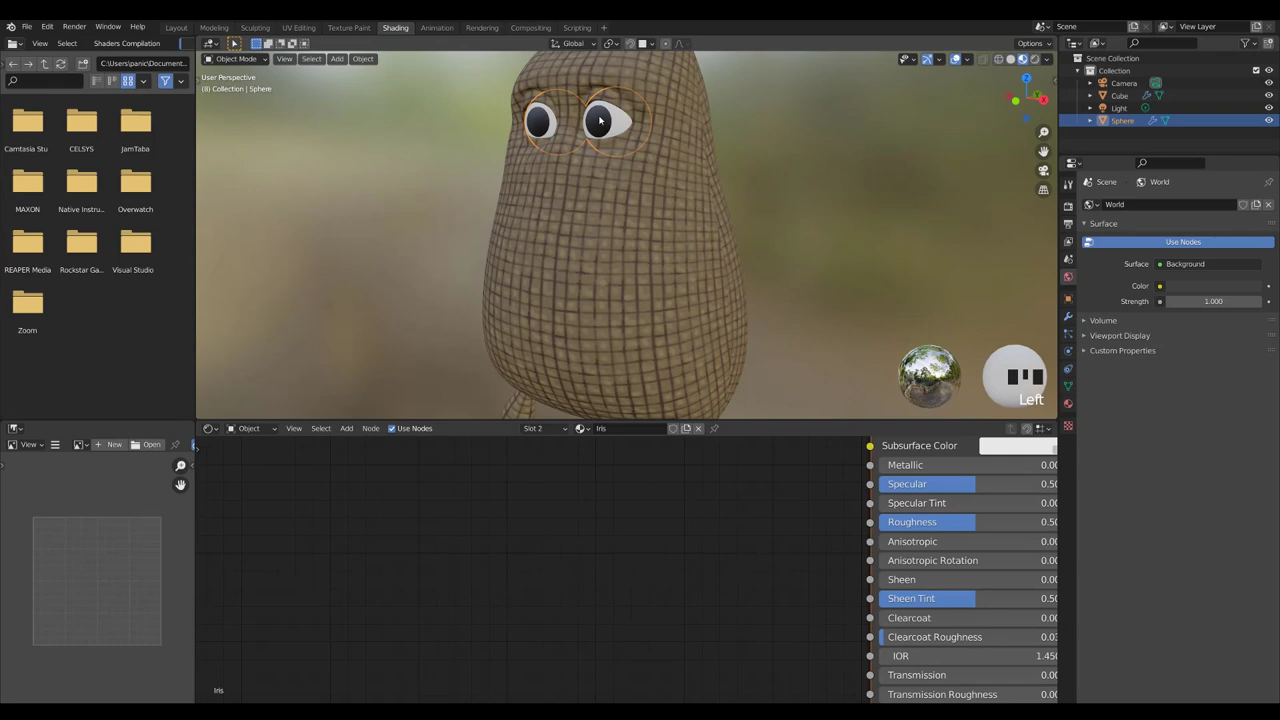 File Edit Render Window Help Layout Modeling Sculpting UV Editing Texture Paint Shading Animation Rendering Compositing Scripting + Scene View Layer
View Select Shaders Compilation Global Options
C:\Users\panic\Document... Object Mode View Select Add Object
User Perspective
(8) Collection | Sphere
Camtasia Stu... CELSYS JamTaba
MAXON Native Instru... Overwatch
REAPER Media Rockstar Ga... Visual Studio
Zoom
Z
X
Left
Scene Collection
Collection
Camera
Cube
Light
Sphere
Scene World
World
Surface
Use Nodes
Surface Background
Color
Strength 1.000
Volume
Viewport Display
Custom Properties
Object View Select Add Use Nodes Slot 2 Iris
View New Open
Subsurface Color
Metallic 0.00
Specular 0.50
Specular Tint 0.00
Roughness 0.50
Anisotropic 0.00
Anisotropic Rotation 0.00
Sheen 0.00
Sheen Tint 0.50
Clearcoat 0.00
Clearcoat Roughness 0.03
IOR 1.450
Transmission 0.00
Transmission Roughness 0.00
Iris